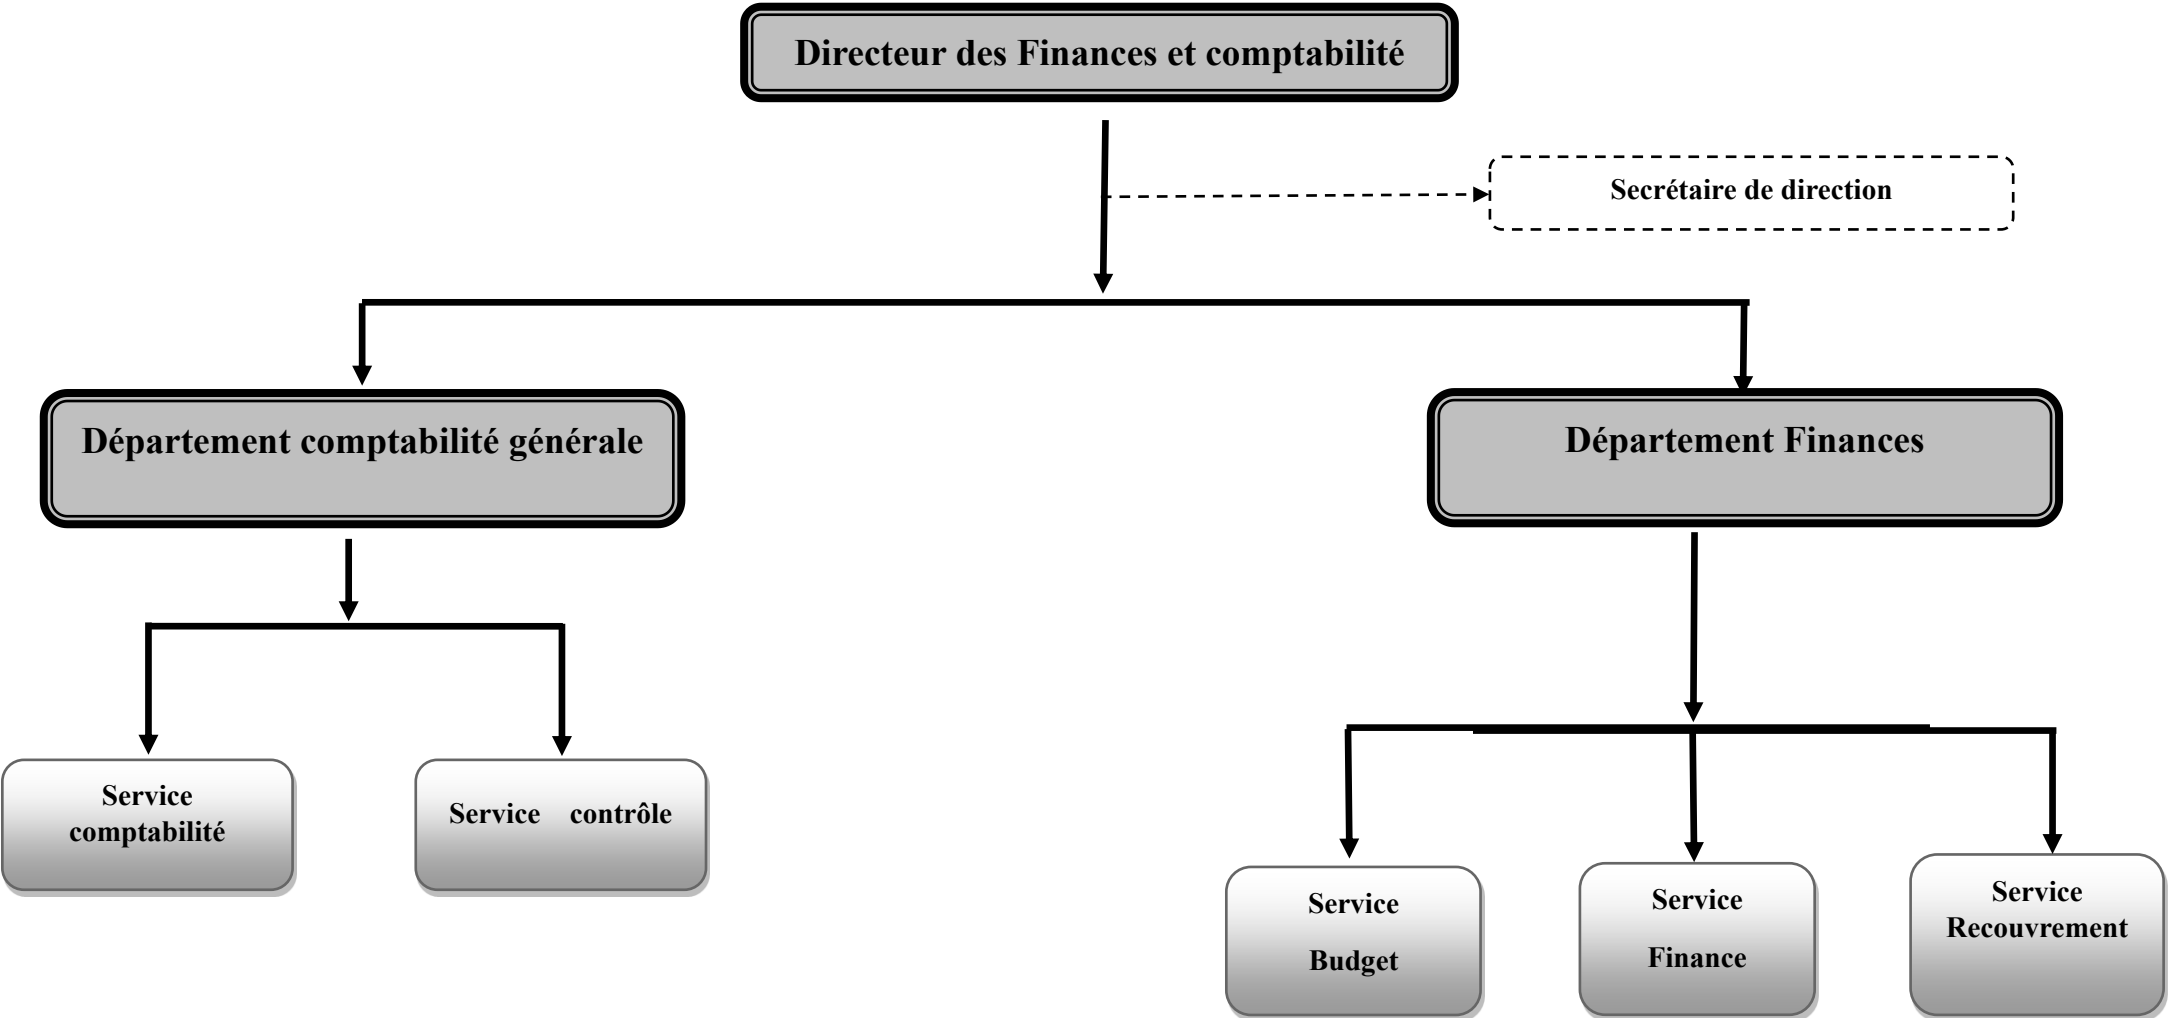 Directeur des Finances et comptabilité
Secrétaire de direction
Département comptabilité générale
Département Finances
Service
comptabilité
Service contrôle
Service
Budget
Service
Finance
Service
Recouvrement